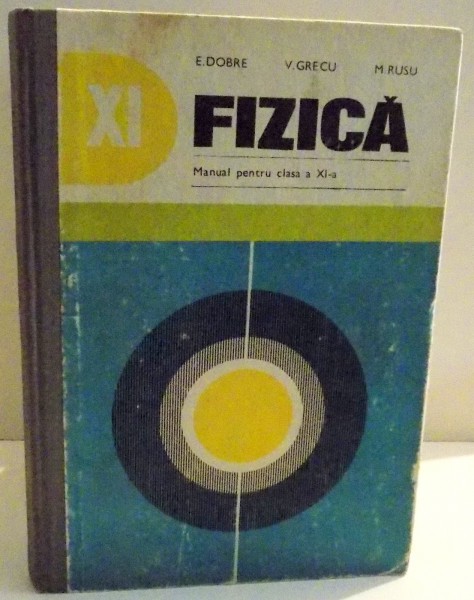 E. DOBRE V. GRECU M. RUSU
XI
FIZICĂ
Manual pentru clasa a XI-a